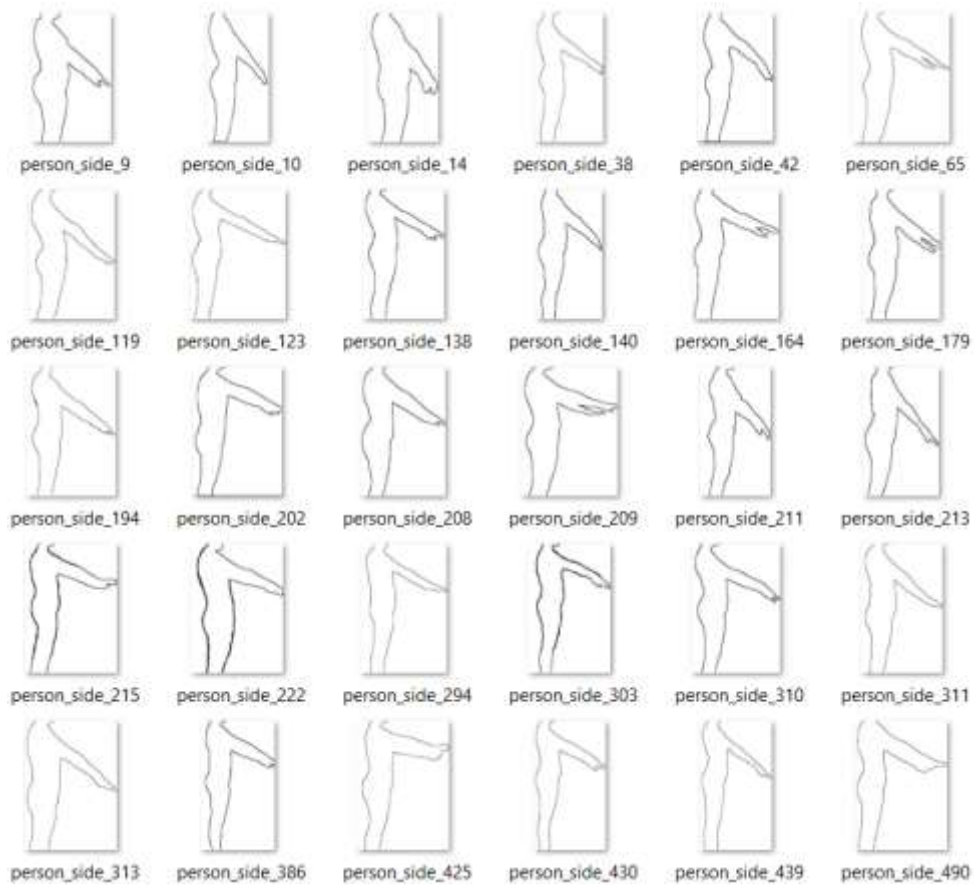 person_side_9 person_side_10 person_side_14 person_side_38 person_side_42 person_side_65
person_side_119 person_side_123 person_side_138 person_side_140 person_side_164 person_side_179
person_side_194 person_side_202 person_side_208 person_side_209 person_side_211 person_side_213
person_side_215 person_side_222 person_side_294 person_side_303 person_side_310 person_side_311
person_side_313 person_side_386 person_side_425 person_side_430 person_side_439 person_side_490